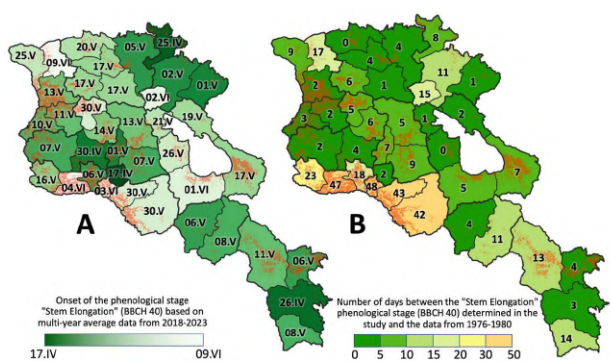 20.V
05.V
25.IV
25.V
09.VI
17.V
02.V
01.V
17.V
17.V
02.VI
13.V
30.V
11.V
10.V
14.V
13.V
21.V
19.V
07.V
30.IV
01.V
07.V
26.V
06.V
17.IV
16.V
04.VI
03.VI
30.V
01.VI
17.V
A
30.V
06.V
08.V
11.V
06.V
26.IV
08.V
Onset of the phenological stage
"Stem Elongation" (BBCH 40) based
on multi-year average data from 2018-2023
17.IV
09.VI
8
0
4
9
17
4
11
1
6
1
15
2
5
3
2
6
5
1
2
2
4
7
0
2
9
7
23
18
47
48
43
5
B
42
4
11
13
4
3
14
Number of days between the "Stem Elongation"
phenological stage (BBCH 40) determined in
the study and the data from 1976-1980
0 5 10 15 20 30